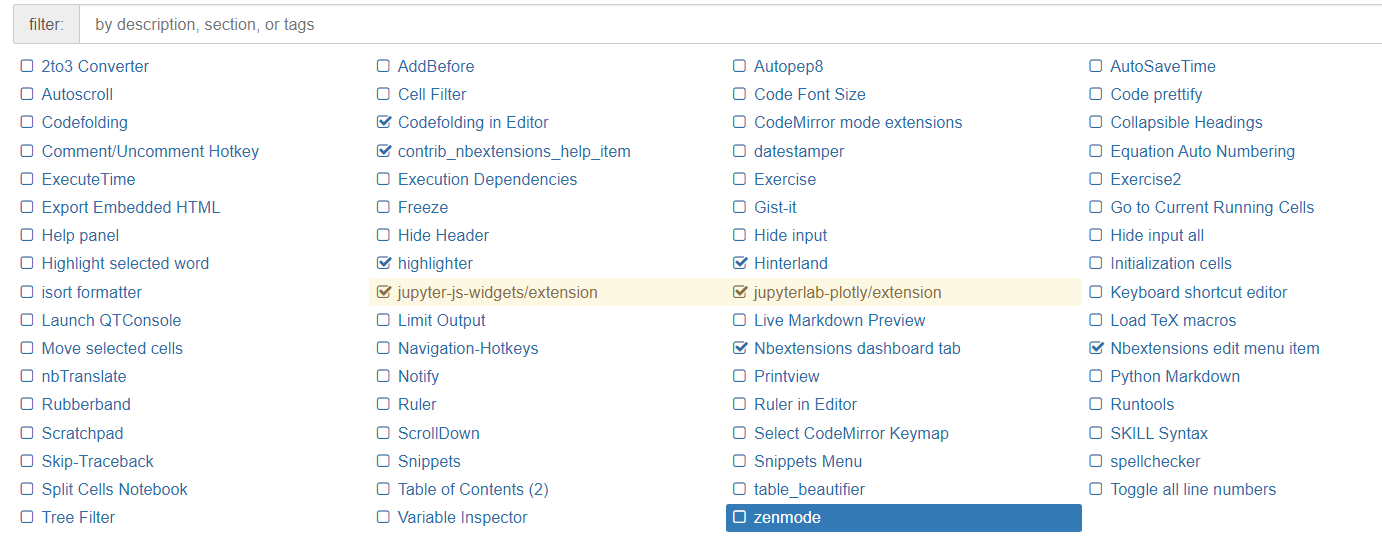 filter: by description, section, or tags
2to3 Converter AddBefore Autopep8 AutoSaveTime
Autoscroll Cell Filter Code Font Size Code prettify
Codefolding Codefolding in Editor CodeMirror mode extensions Collapsible Headings
Comment/Uncomment Hotkey contrib_nbextensions_help_item datestamper Equation Auto Numbering
ExecuteTime Execution Dependencies Exercise Exercise2
Export Embedded HTML Freeze Gist-it Go to Current Running Cells
Help panel Hide Header Hide input Hide input all
Highlight selected word highlighter Hinterland Initialization cells
isort formatter jupyter-js-widgets/extension jupyterlab-plotly/extension Keyboard shortcut editor
Launch QTConsole Limit Output Live Markdown Preview Load TeX macros
Move selected cells Navigation-Hotkeys Nbextensions dashboard tab Nbextensions edit menu item
nbTranslate Notify Printview Python Markdown
Rubberband Ruler Ruler in Editor Runtools
Scratchpad ScrollDown Select CodeMirror Keymap SKILL Syntax
Skip-Traceback Snippets Snippets Menu spellchecker
Split Cells Notebook Table of Contents (2) table_beautifier Toggle all line numbers
Tree Filter Variable Inspector zenmode